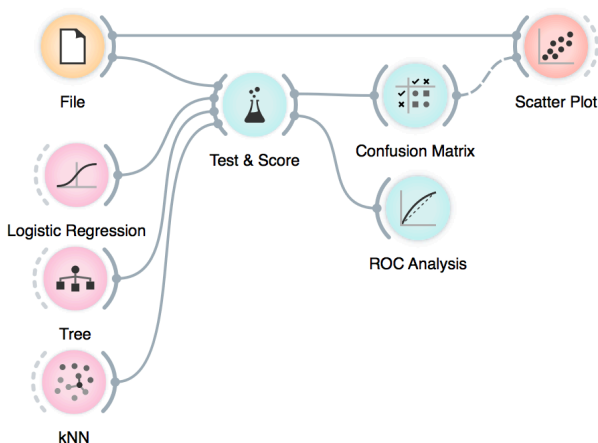 File
Scatter Plot
Test & Score
Confusion Matrix
Logistic Regression
ROC Analysis
Tree
kNN